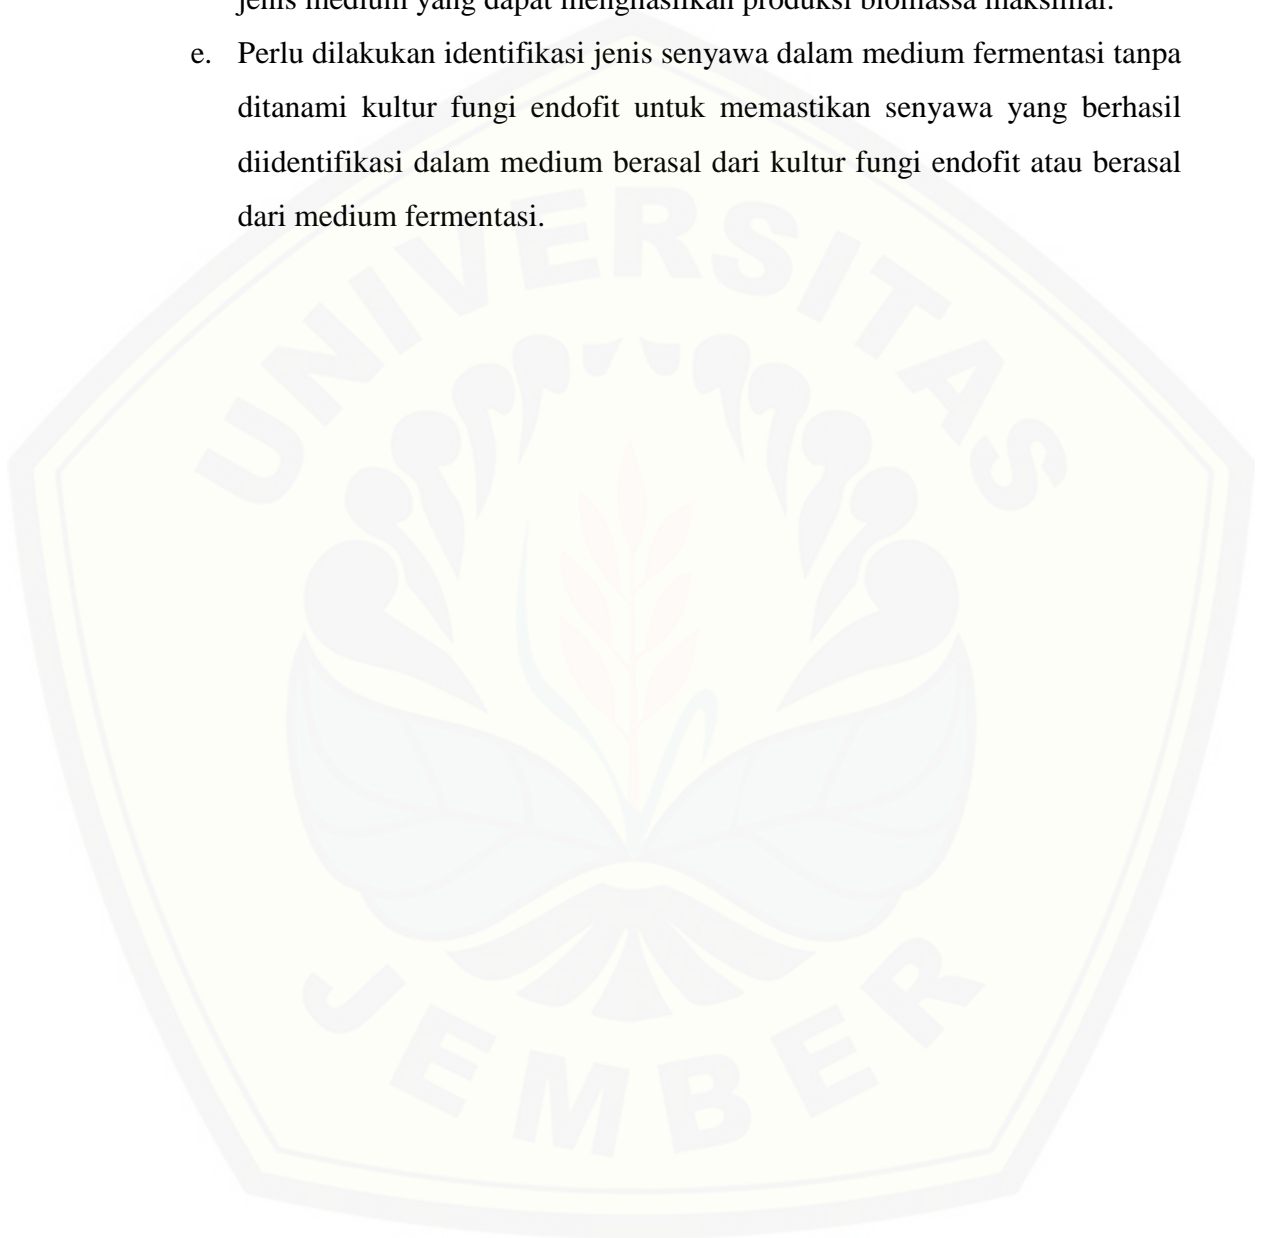 jenis medium yang dapat menghasilkan produksi biomassa maksimal.
e. Perlu dilakukan identifikasi jenis senyawa dalam medium fermentasi tanpa
ditanami kultur fungi endofit untuk memastikan senyawa yang berhasil
diidentifikasi dalam medium berasal dari kultur fungi endofit atau berasal
dari medium fermentasi.
UNIVERSITAS
JEMBER